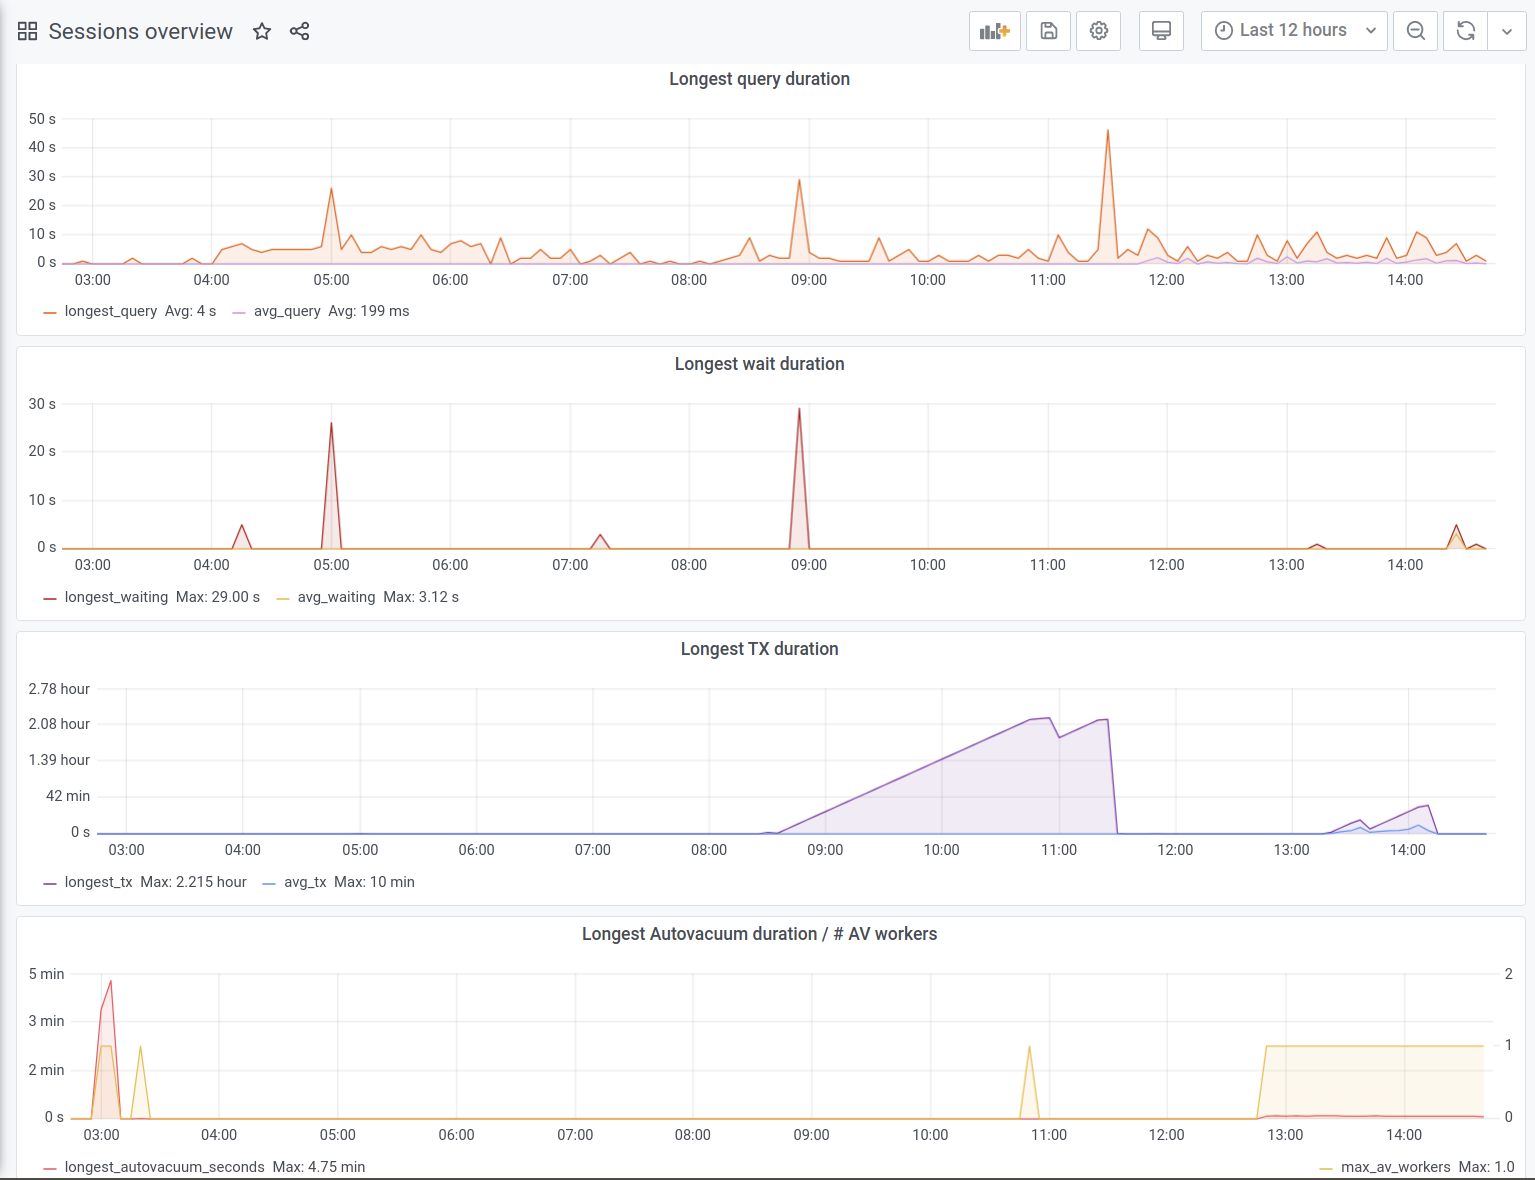 Sessions overview
Last 12 hours
Longest query duration
50 s
40 s
30 s
20 s
10 s
0 s
03:00 04:00 05:00 06:00 07:00 08:00 09:00 10:00 11:00 12:00 13:00 14:00
longest_query Avg: 4 s avg_query Avg: 199 ms
Longest wait duration
30 s
20 s
10 s
0 s
03:00 04:00 05:00 06:00 07:00 08:00 09:00 10:00 11:00 12:00 13:00 14:00
longest_waiting Max: 29.00 s avg_waiting Max: 3.12 s
Longest TX duration
2.78 hour
2.08 hour
1.39 hour
42 min
0 s
03:00 04:00 05:00 06:00 07:00 08:00 09:00 10:00 11:00 12:00 13:00 14:00
longest_tx Max: 2.215 hour avg_tx Max: 10 min
Longest Autovacuum duration / # AV workers
5 min 2
3 min
1
2 min
0 s 0
03:00 04:00 05:00 06:00 07:00 08:00 09:00 10:00 11:00 12:00 13:00 14:00
longest_autovacuum_seconds Max: 4.75 min max_av_workers Max: 1.0